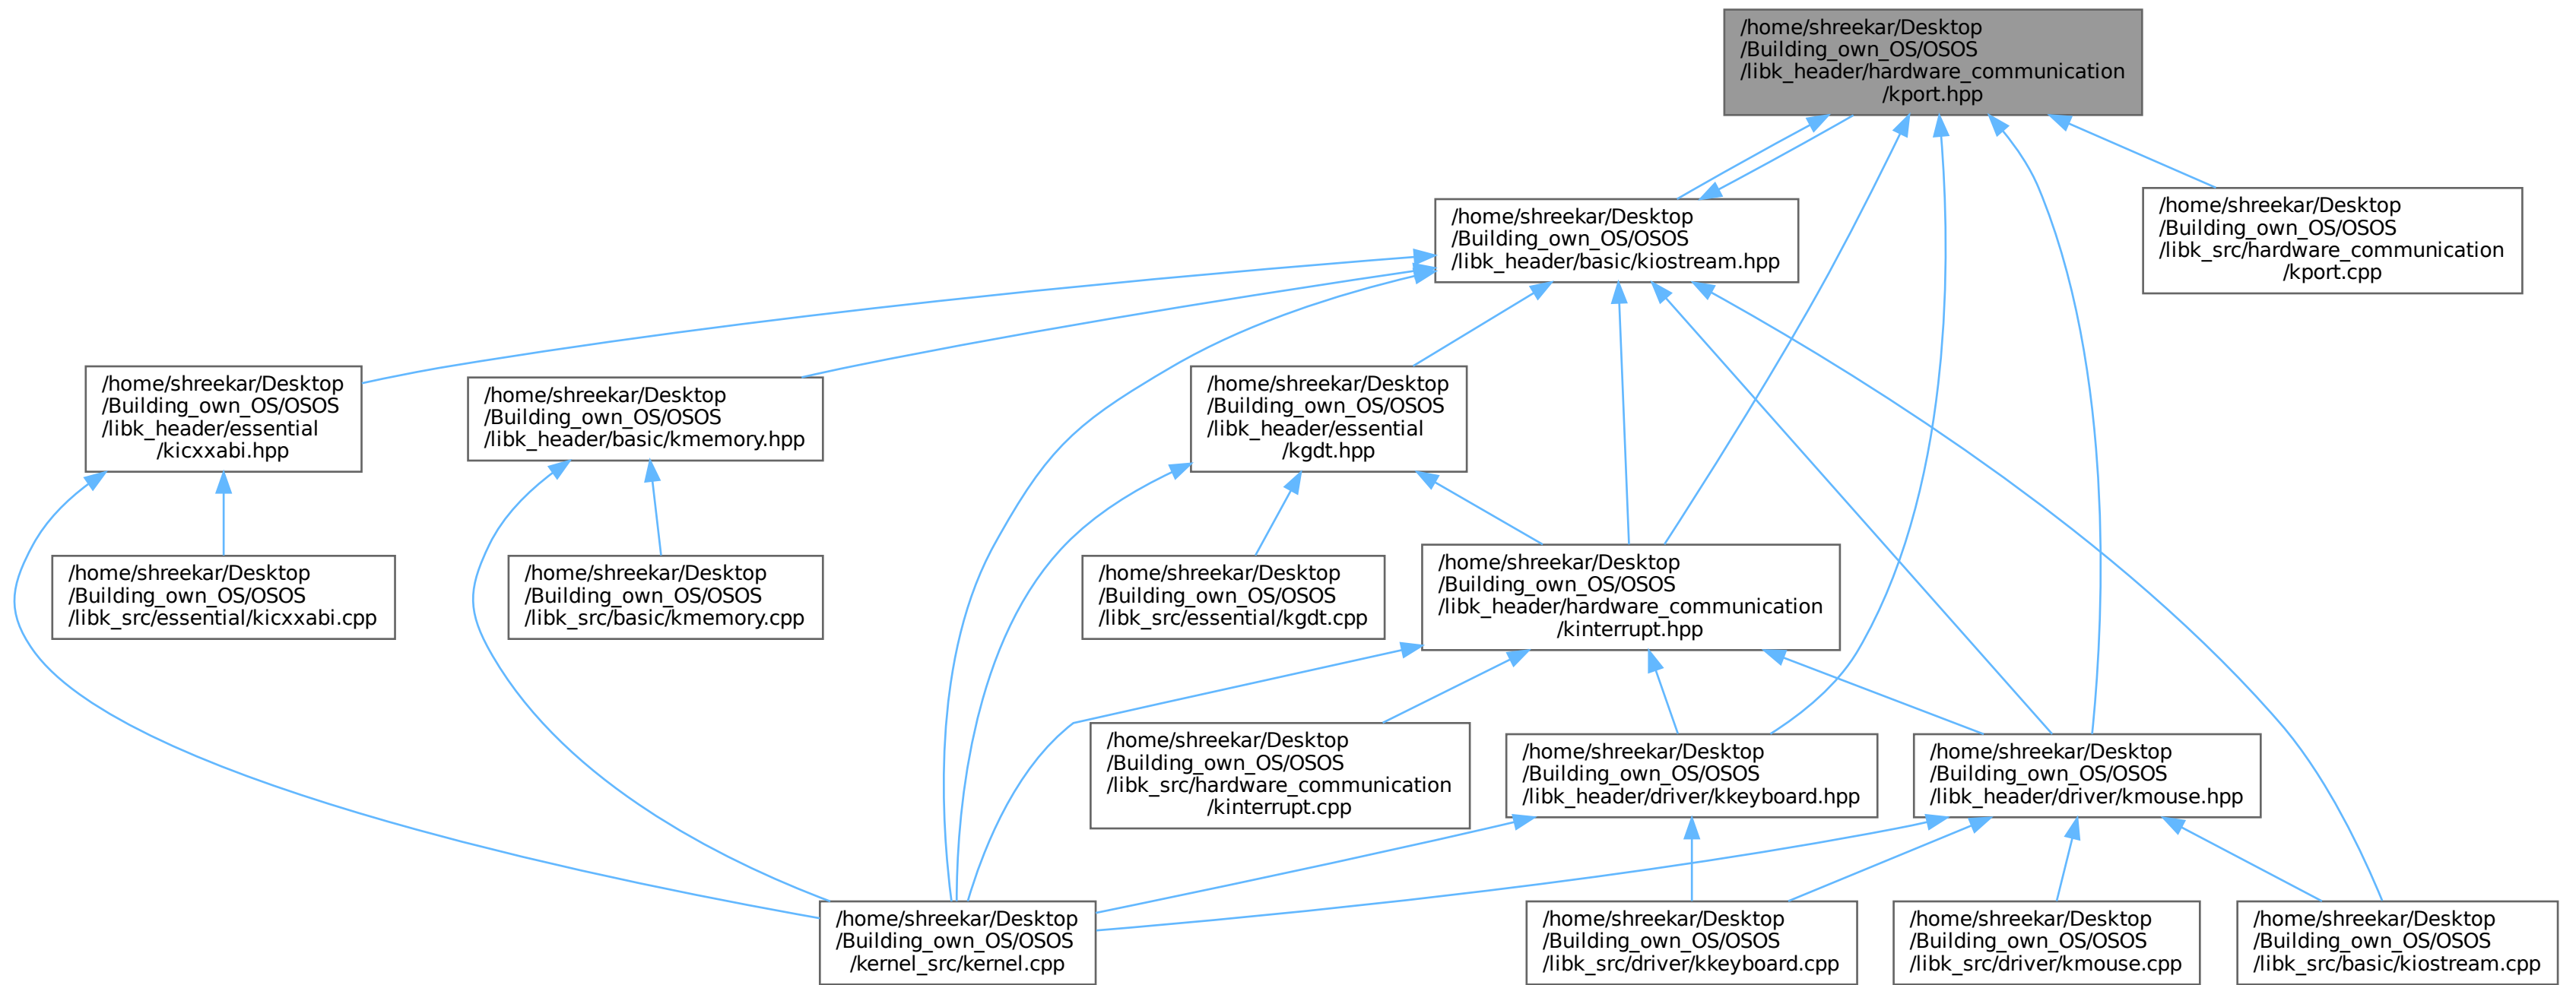 /home/shreekar/Desktop
/Building_own_OS/OSOS
/libk_header/hardware_communication
/kport.hpp
/home/shreekar/Desktop
/Building_own_OS/OSOS
/libk_header/basic/kiostream.hpp
/home/shreekar/Desktop
/Building_own_OS/OSOS
/libk_src/hardware_communication
/kport.cpp
/home/shreekar/Desktop
/Building_own_OS/OSOS
/libk_header/essential
/kicxxabi.hpp
/home/shreekar/Desktop
/Building_own_OS/OSOS
/libk_header/basic/kmemory.hpp
/home/shreekar/Desktop
/Building_own_OS/OSOS
/libk_header/essential
/kgdt.hpp
/home/shreekar/Desktop
/Building_own_OS/OSOS
/libk_src/essential/kicxxabi.cpp
/home/shreekar/Desktop
/Building_own_OS/OSOS
/libk_src/basic/kmemory.cpp
/home/shreekar/Desktop
/Building_own_OS/OSOS
/libk_src/essential/kgdt.cpp
/home/shreekar/Desktop
/Building_own_OS/OSOS
/libk_header/hardware_communication
/kinterrupt.hpp
/home/shreekar/Desktop
/Building_own_OS/OSOS
/libk_src/hardware_communication
/kinterrupt.cpp
/home/shreekar/Desktop
/Building_own_OS/OSOS
/libk_header/driver/kkeyboard.hpp
/home/shreekar/Desktop
/Building_own_OS/OSOS
/libk_header/driver/kmouse.hpp
/home/shreekar/Desktop
/Building_own_OS/OSOS
/kernel_src/kernel.cpp
/home/shreekar/Desktop
/Building_own_OS/OSOS
/libk_src/driver/kkeyboard.cpp
/home/shreekar/Desktop
/Building_own_OS/OSOS
/libk_src/driver/kmouse.cpp
/home/shreekar/Desktop
/Building_own_OS/OSOS
/libk_src/basic/kiostream.cpp